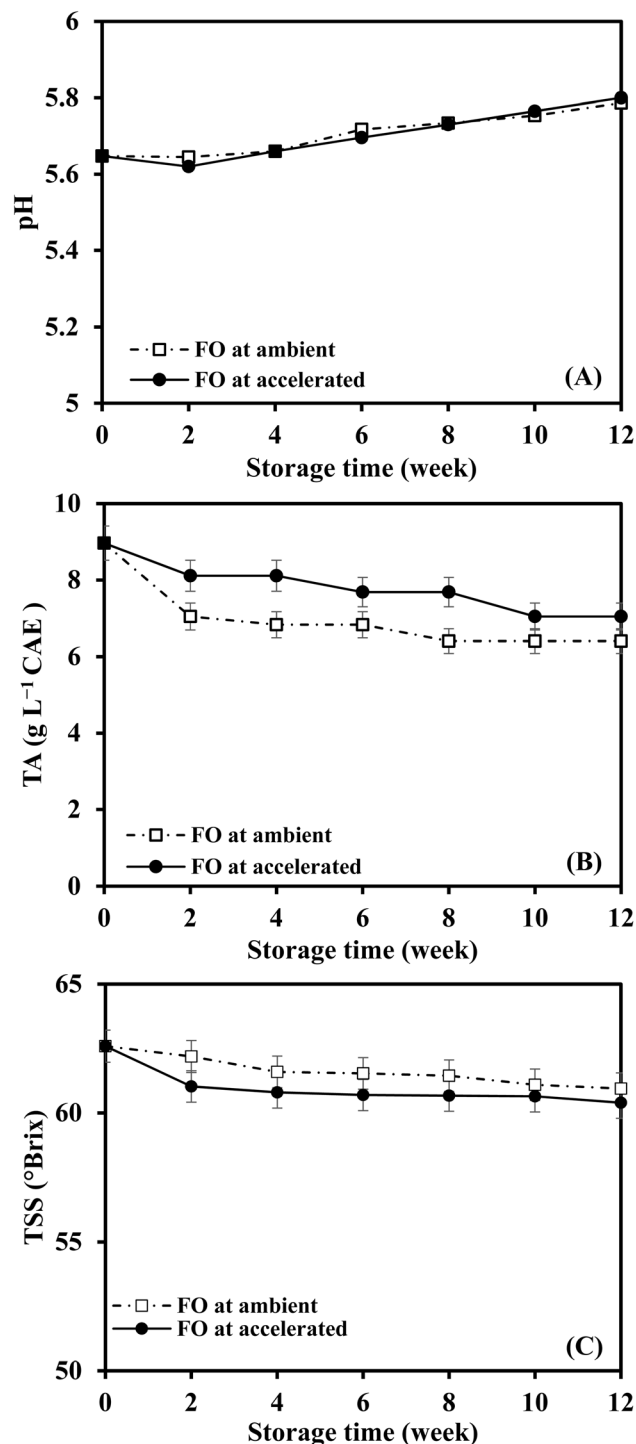 6
5.8
5.6
5.4
5.2
5
pH
FO at ambient
FO at accelerated
(A)
0 2 4 6 8 10 12
Storage time (week)
10
8
6
4
2
0
TA (g L⁻¹ CAE )
FO at ambient
FO at accelerated
(B)
0 2 4 6 8 10 12
Storage time (week)
65
60
55
50
TSS (°Brix)
FO at ambient
FO at accelerated
(C)
0 2 4 6 8 10 12
Storage time (week)